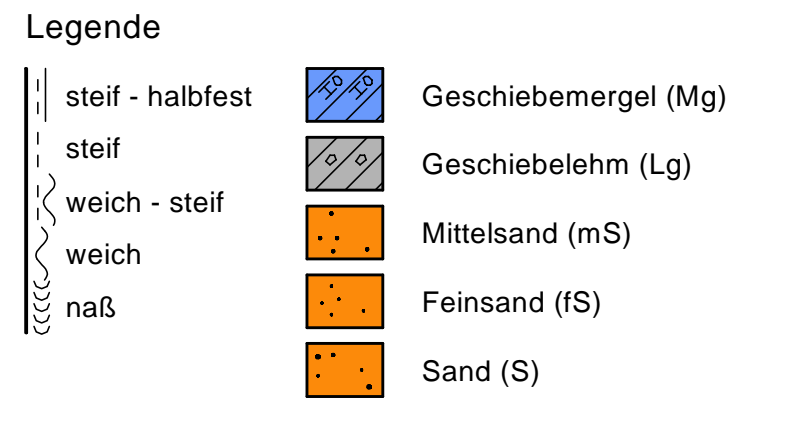 Legende
steif - halbfest
steif
weich - steif
weich
naß
Geschiebemergel (Mg)
Geschiebelehm (Lg)
Mittelsand (mS)
Feinsand (fS)
Sand (S)